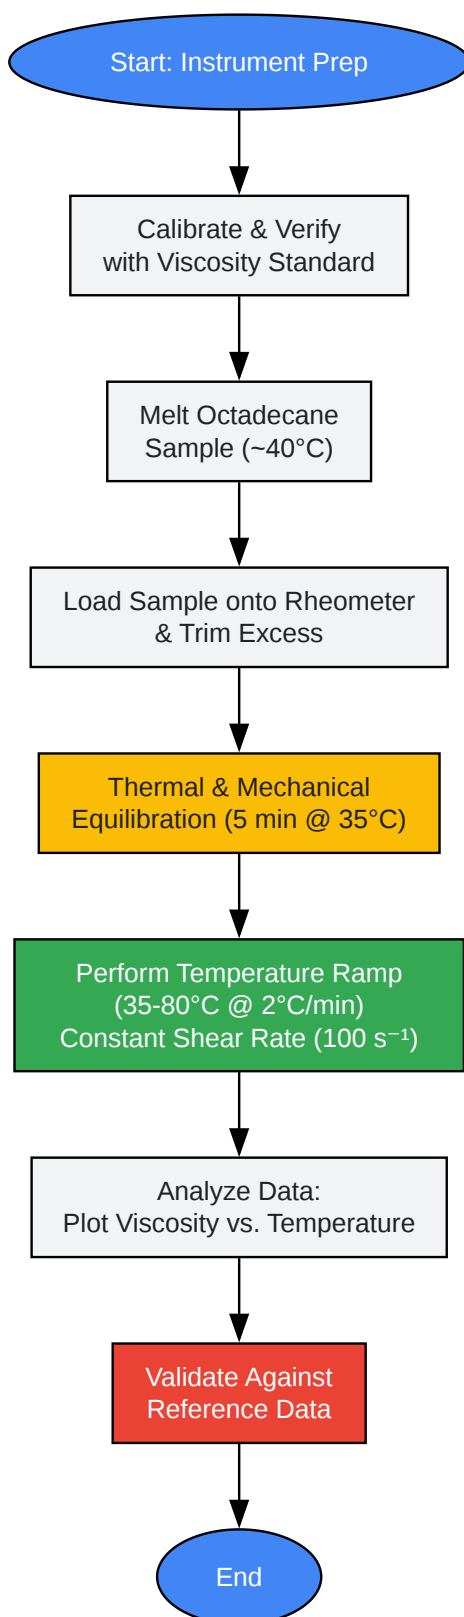 Start: Instrument Prep
Calibrate & Verify
with Viscosity Standard
Melt Octadecane
Sample (~40°C)
Load Sample onto Rheometer
& Trim Excess
Thermal & Mechanical
Equilibration (5 min @ 35°C)
Perform Temperature Ramp
(35-80°C @ 2°C/min)
Constant Shear Rate (100 s⁻¹)
Analyze Data:
Plot Viscosity vs. Temperature
Validate Against
Reference Data
End